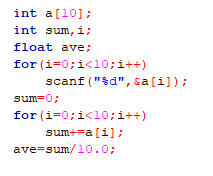 int a[10];
int sum,i;
float ave;
for(i=0;i<10;i++)
    scanf("%d",&a[i]);
sum=0;
for(i=0;i<10;i++)
    sum+=a[i];
ave=sum/10.0;